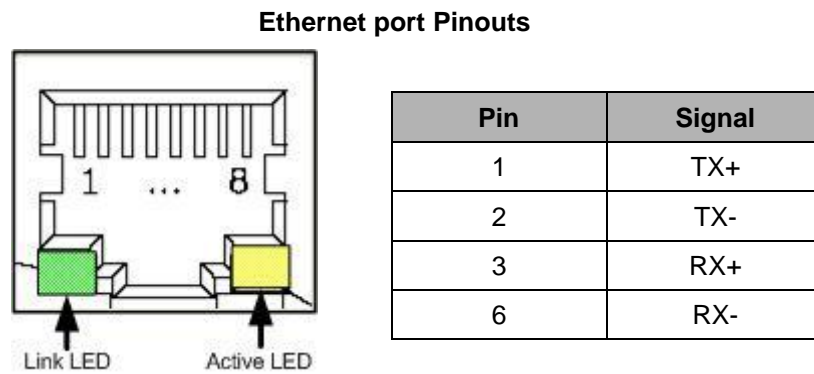 Ethernet port Pinouts
1 ... 8
Link LED Active LED
Pin Signal
1 TX+
2 TX-
3 RX+
6 RX-